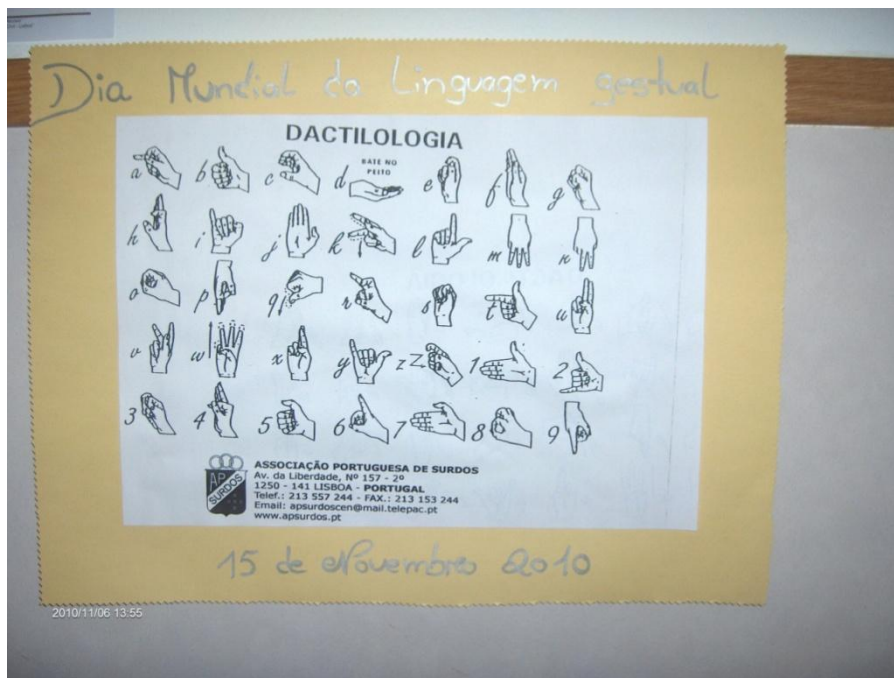 Dia Mundial da Linguagem gestual
DACTILOLOGIA
BATE NO
PEITO
a b c d e f g
h i j k l m n
o p q r s t u
v w x y z Z 1 2
3 4 5 6 7 8 9
AP
SURDOS
ASSOCIAÇÃO PORTUGUESA DE SURDOS
Av. da Liberdade, Nº 157 - 2º
1250 - 141 LISBOA - PORTUGAL
Telef.: 213 557 244 - FAX.: 213 153 244
Email: apsurdoscen@mail.telepac.pt
www.apsurdos.pt
15 de Novembro 2010
2010/11/06 13:55